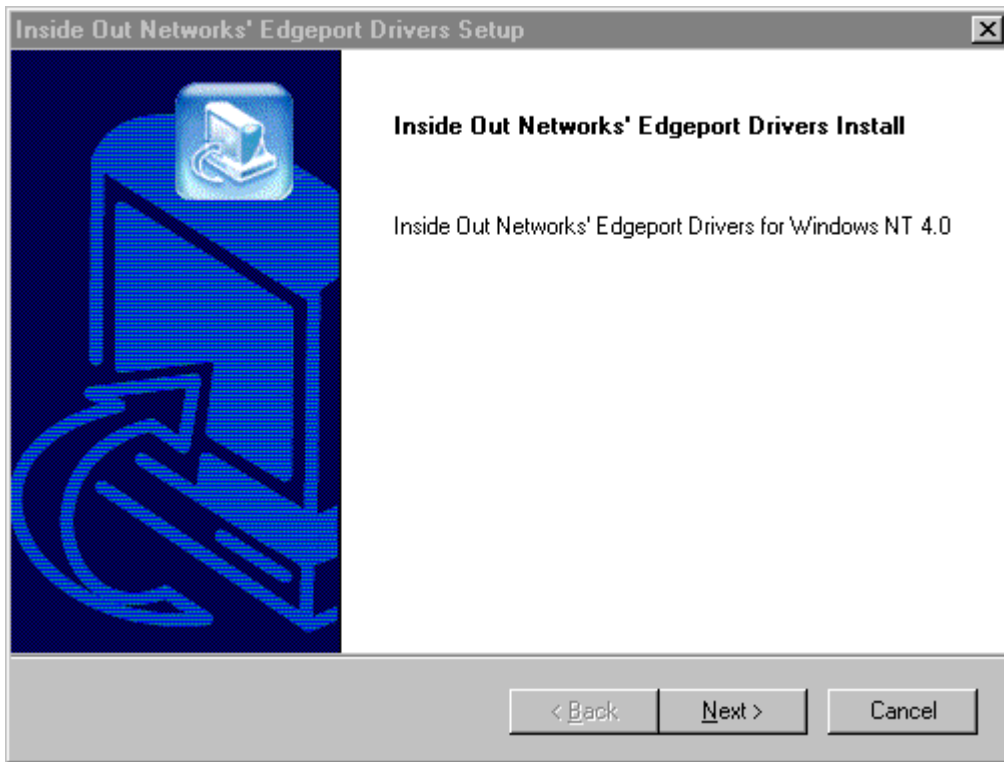 Inside Out Networks' Edgeport Drivers Setup
Inside Out Networks' Edgeport Drivers Install
Inside Out Networks' Edgeport Drivers for Windows NT 4.0
< Back
Next >
Cancel